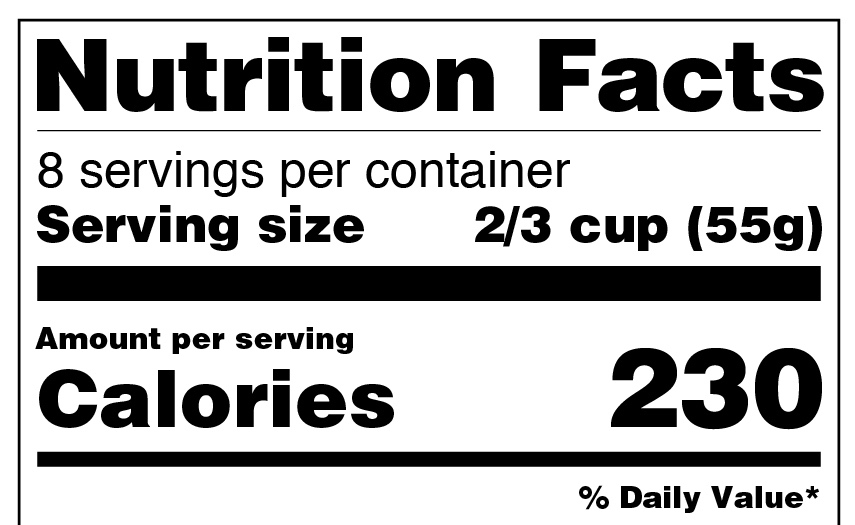 Nutrition Facts
8 servings per container
Serving size 2/3 cup (55g)
Amount per serving
Calories 230
% Daily Value*